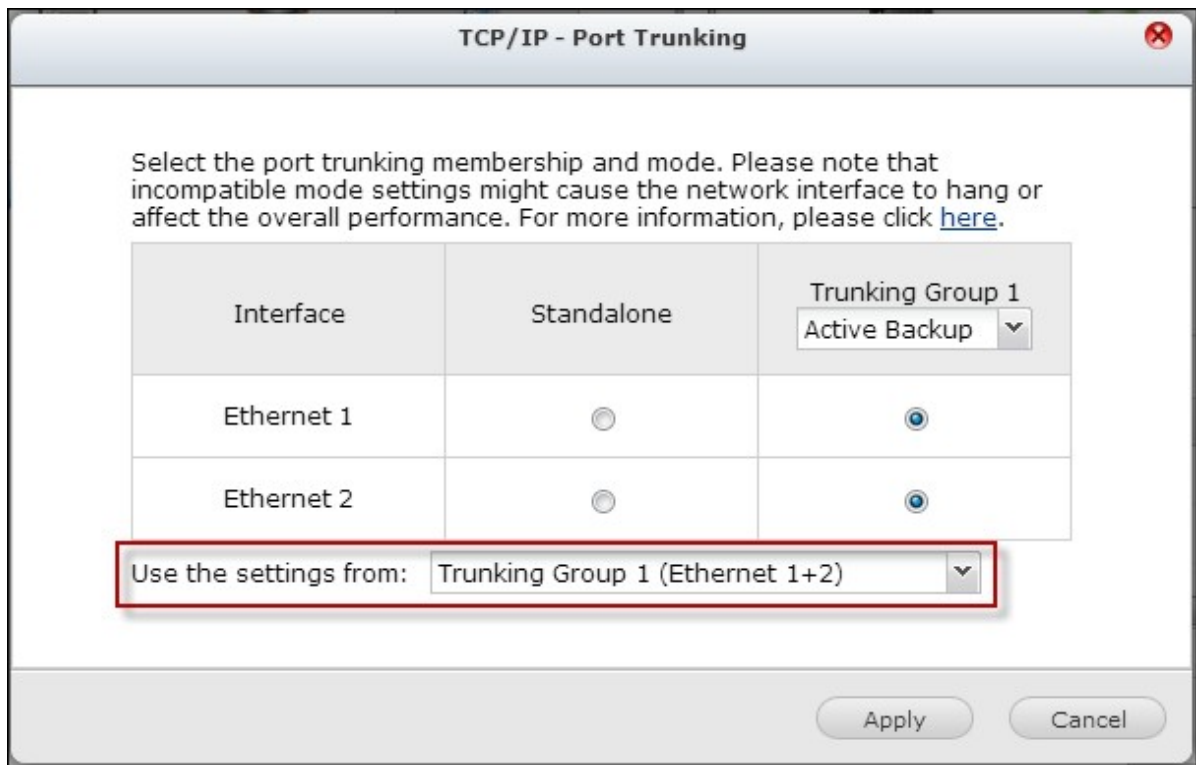 TCP/IP - Port Trunking
Select the port trunking membership and mode. Please note that
incompatible mode settings might cause the network interface to hang or
affect the overall performance. For more information, please click here.
Interface
Standalone
Trunking Group 1
Active Backup
Ethernet 1
Ethernet 2
Use the settings from: Trunking Group 1 (Ethernet 1+2)
Apply Cancel